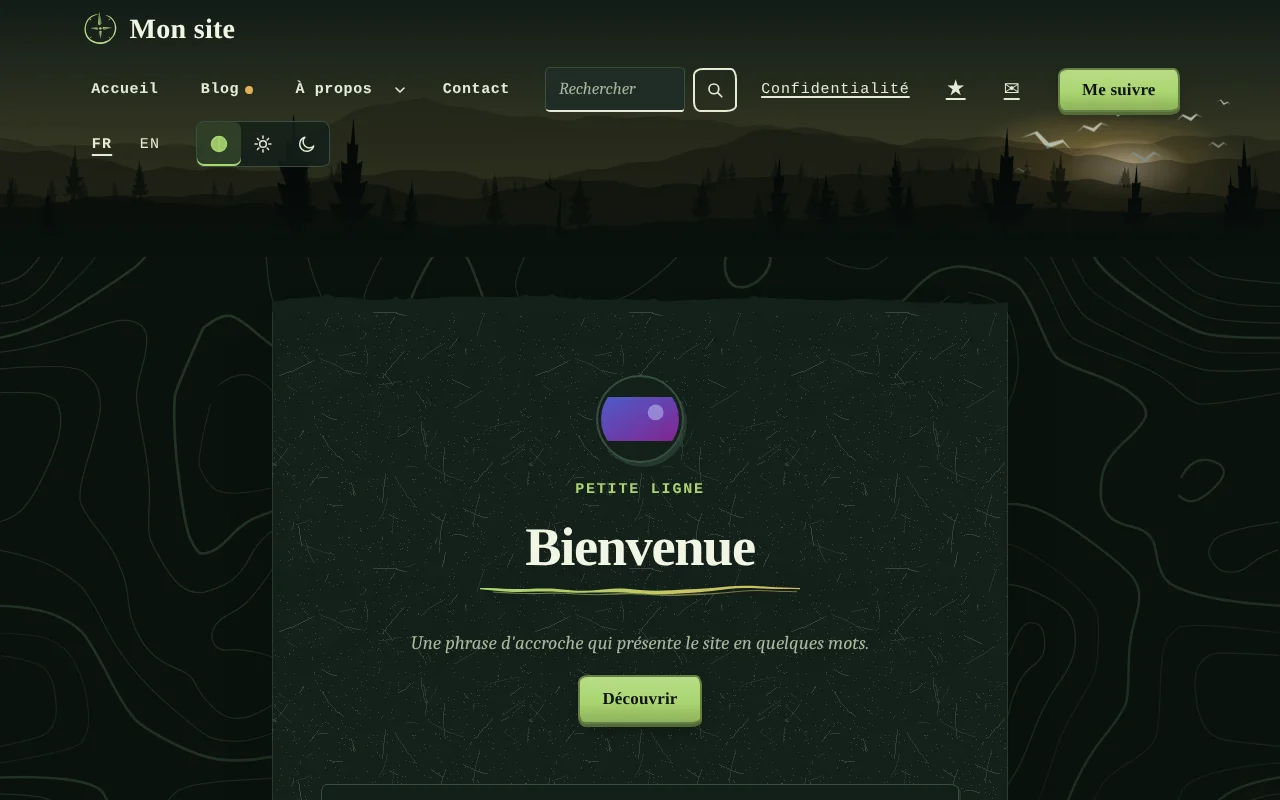 Mon site
Accueil Blog À propos Contact Rechercher Confidentialité ★ ✉ Me suivre
FR EN
PETITE LIGNE
Bienvenue
Une phrase d'accroche qui présente le site en quelques mots.
Découvrir